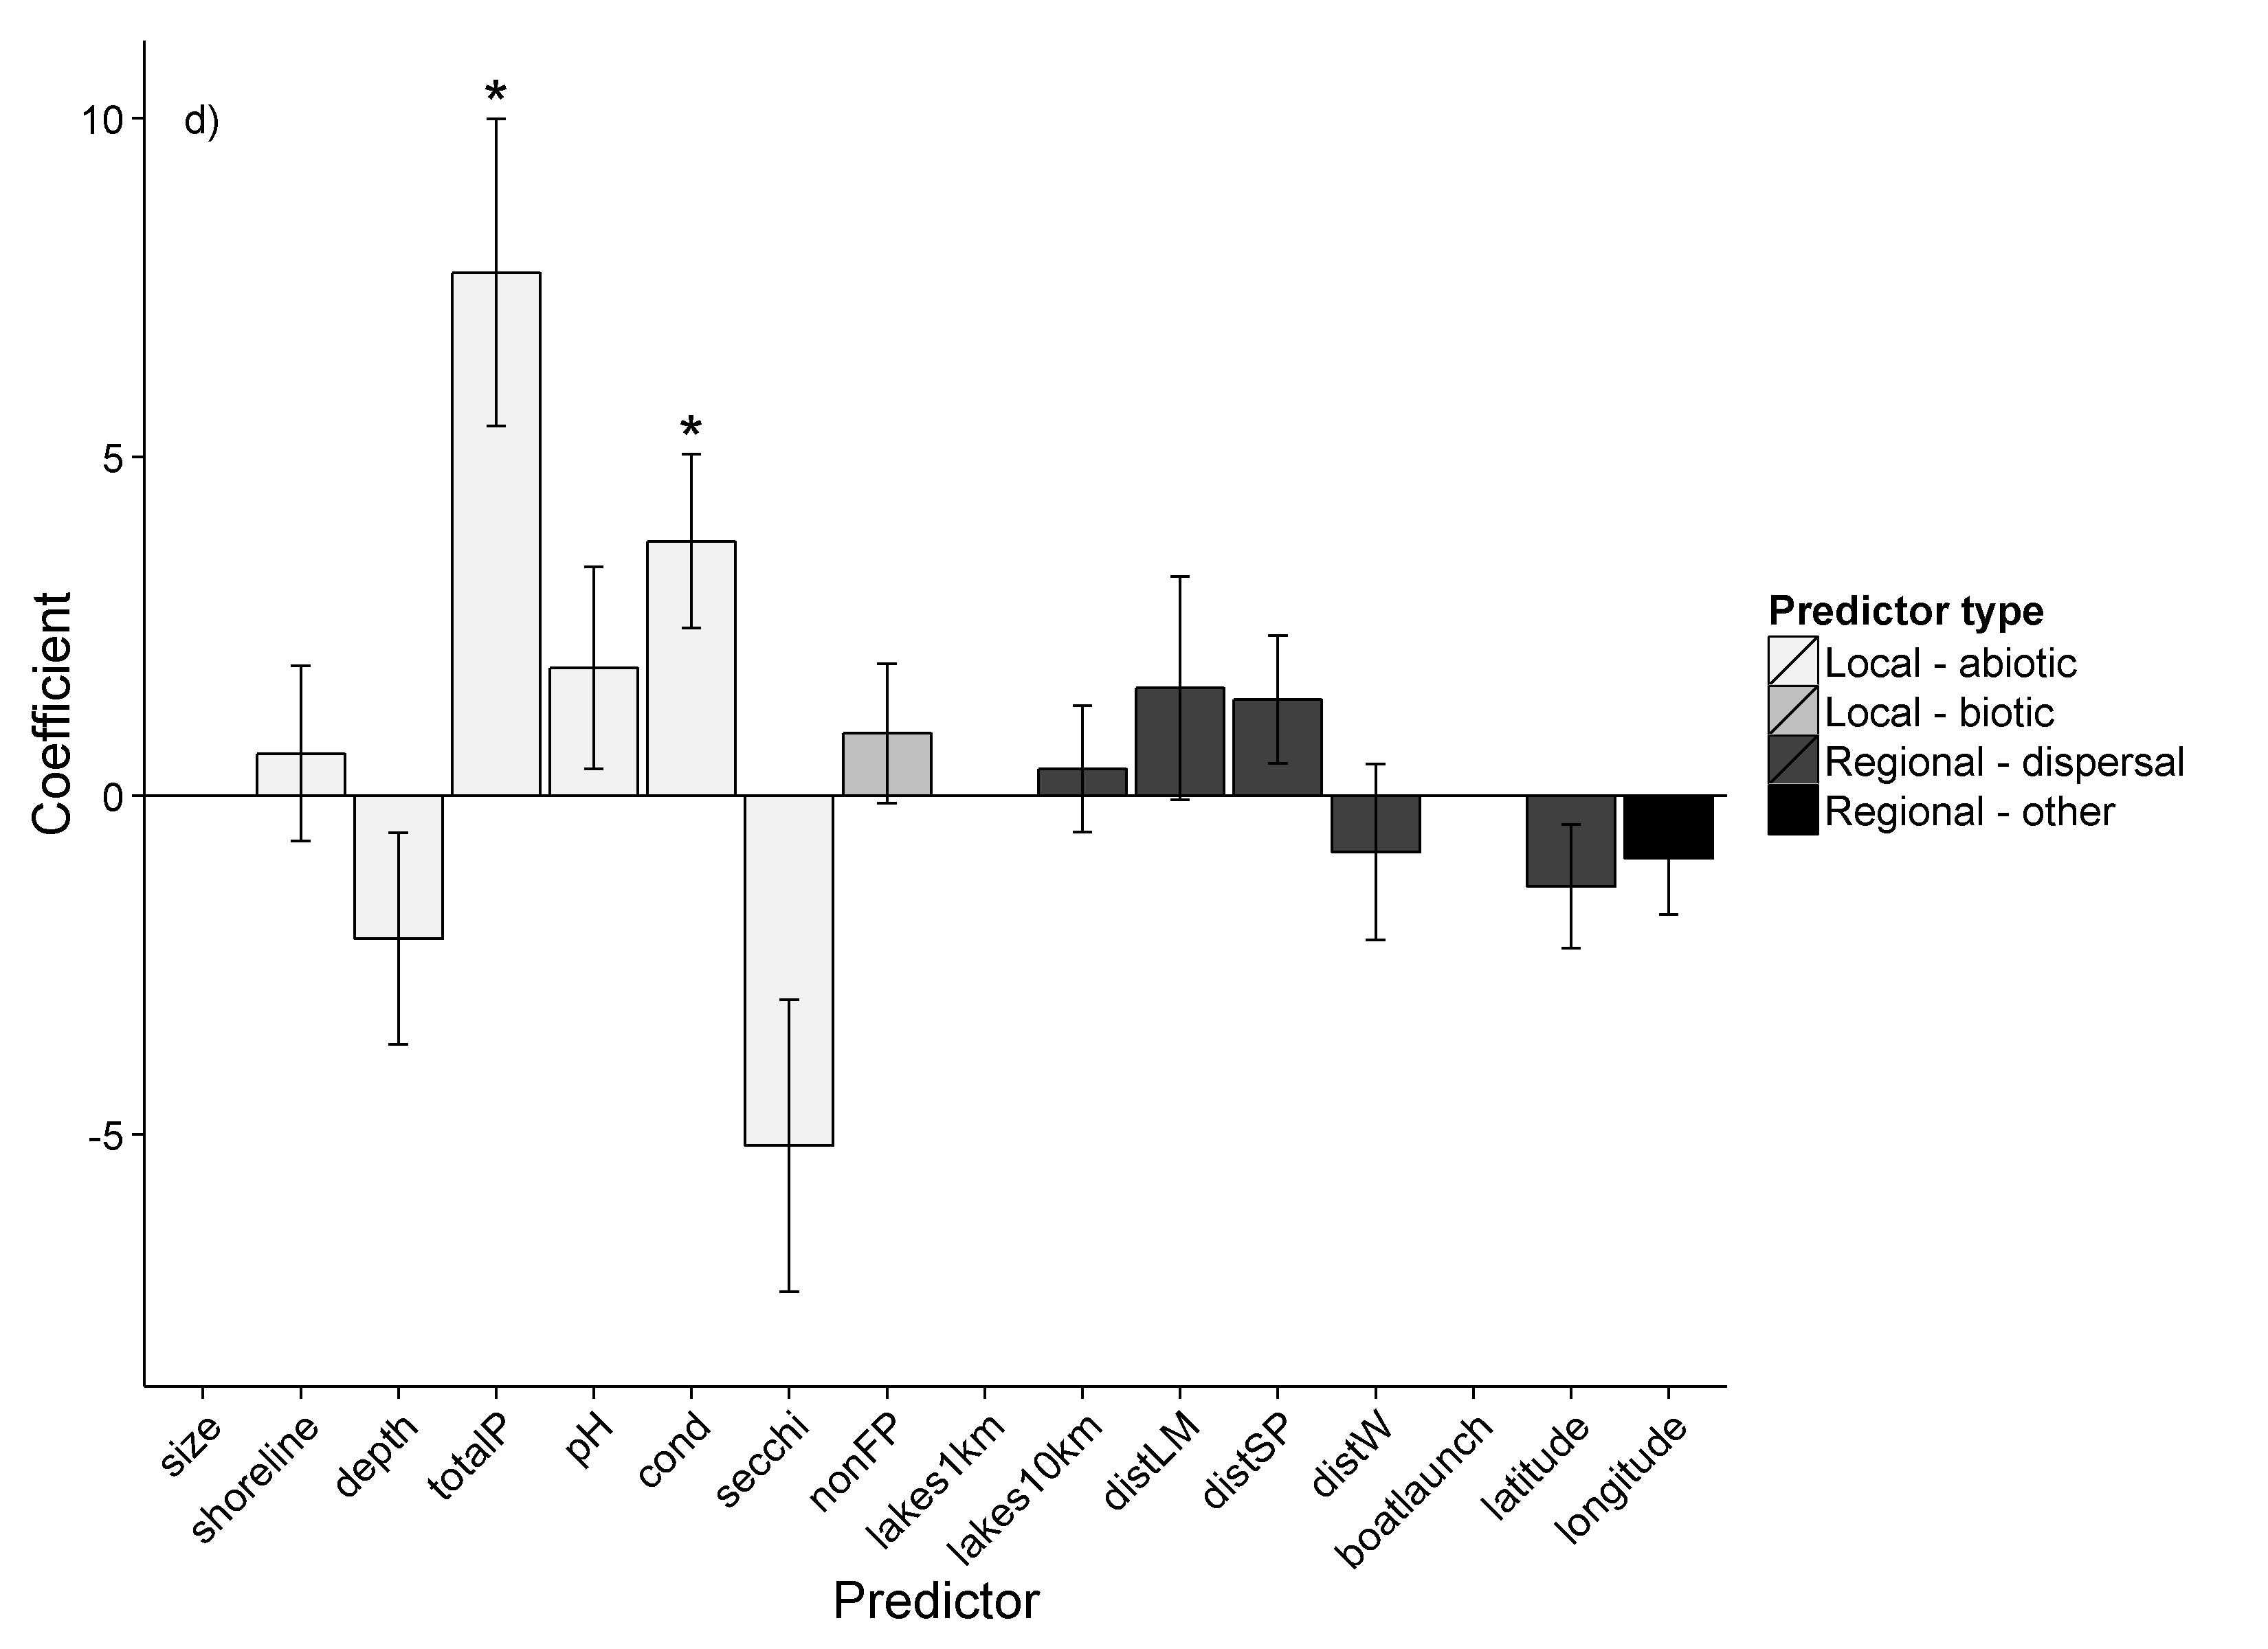 d)
*
*
10
5
0
-5
Coefficient
size
shoreline
depth
totalP
pH
cond
secchi
nonFP
lakes1km
lakes10km
distLM
distSP
distW
boatlaunch
latitude
longitude
Predictor
Predictor type
Local - abiotic
Local - biotic
Regional - dispersal
Regional - other